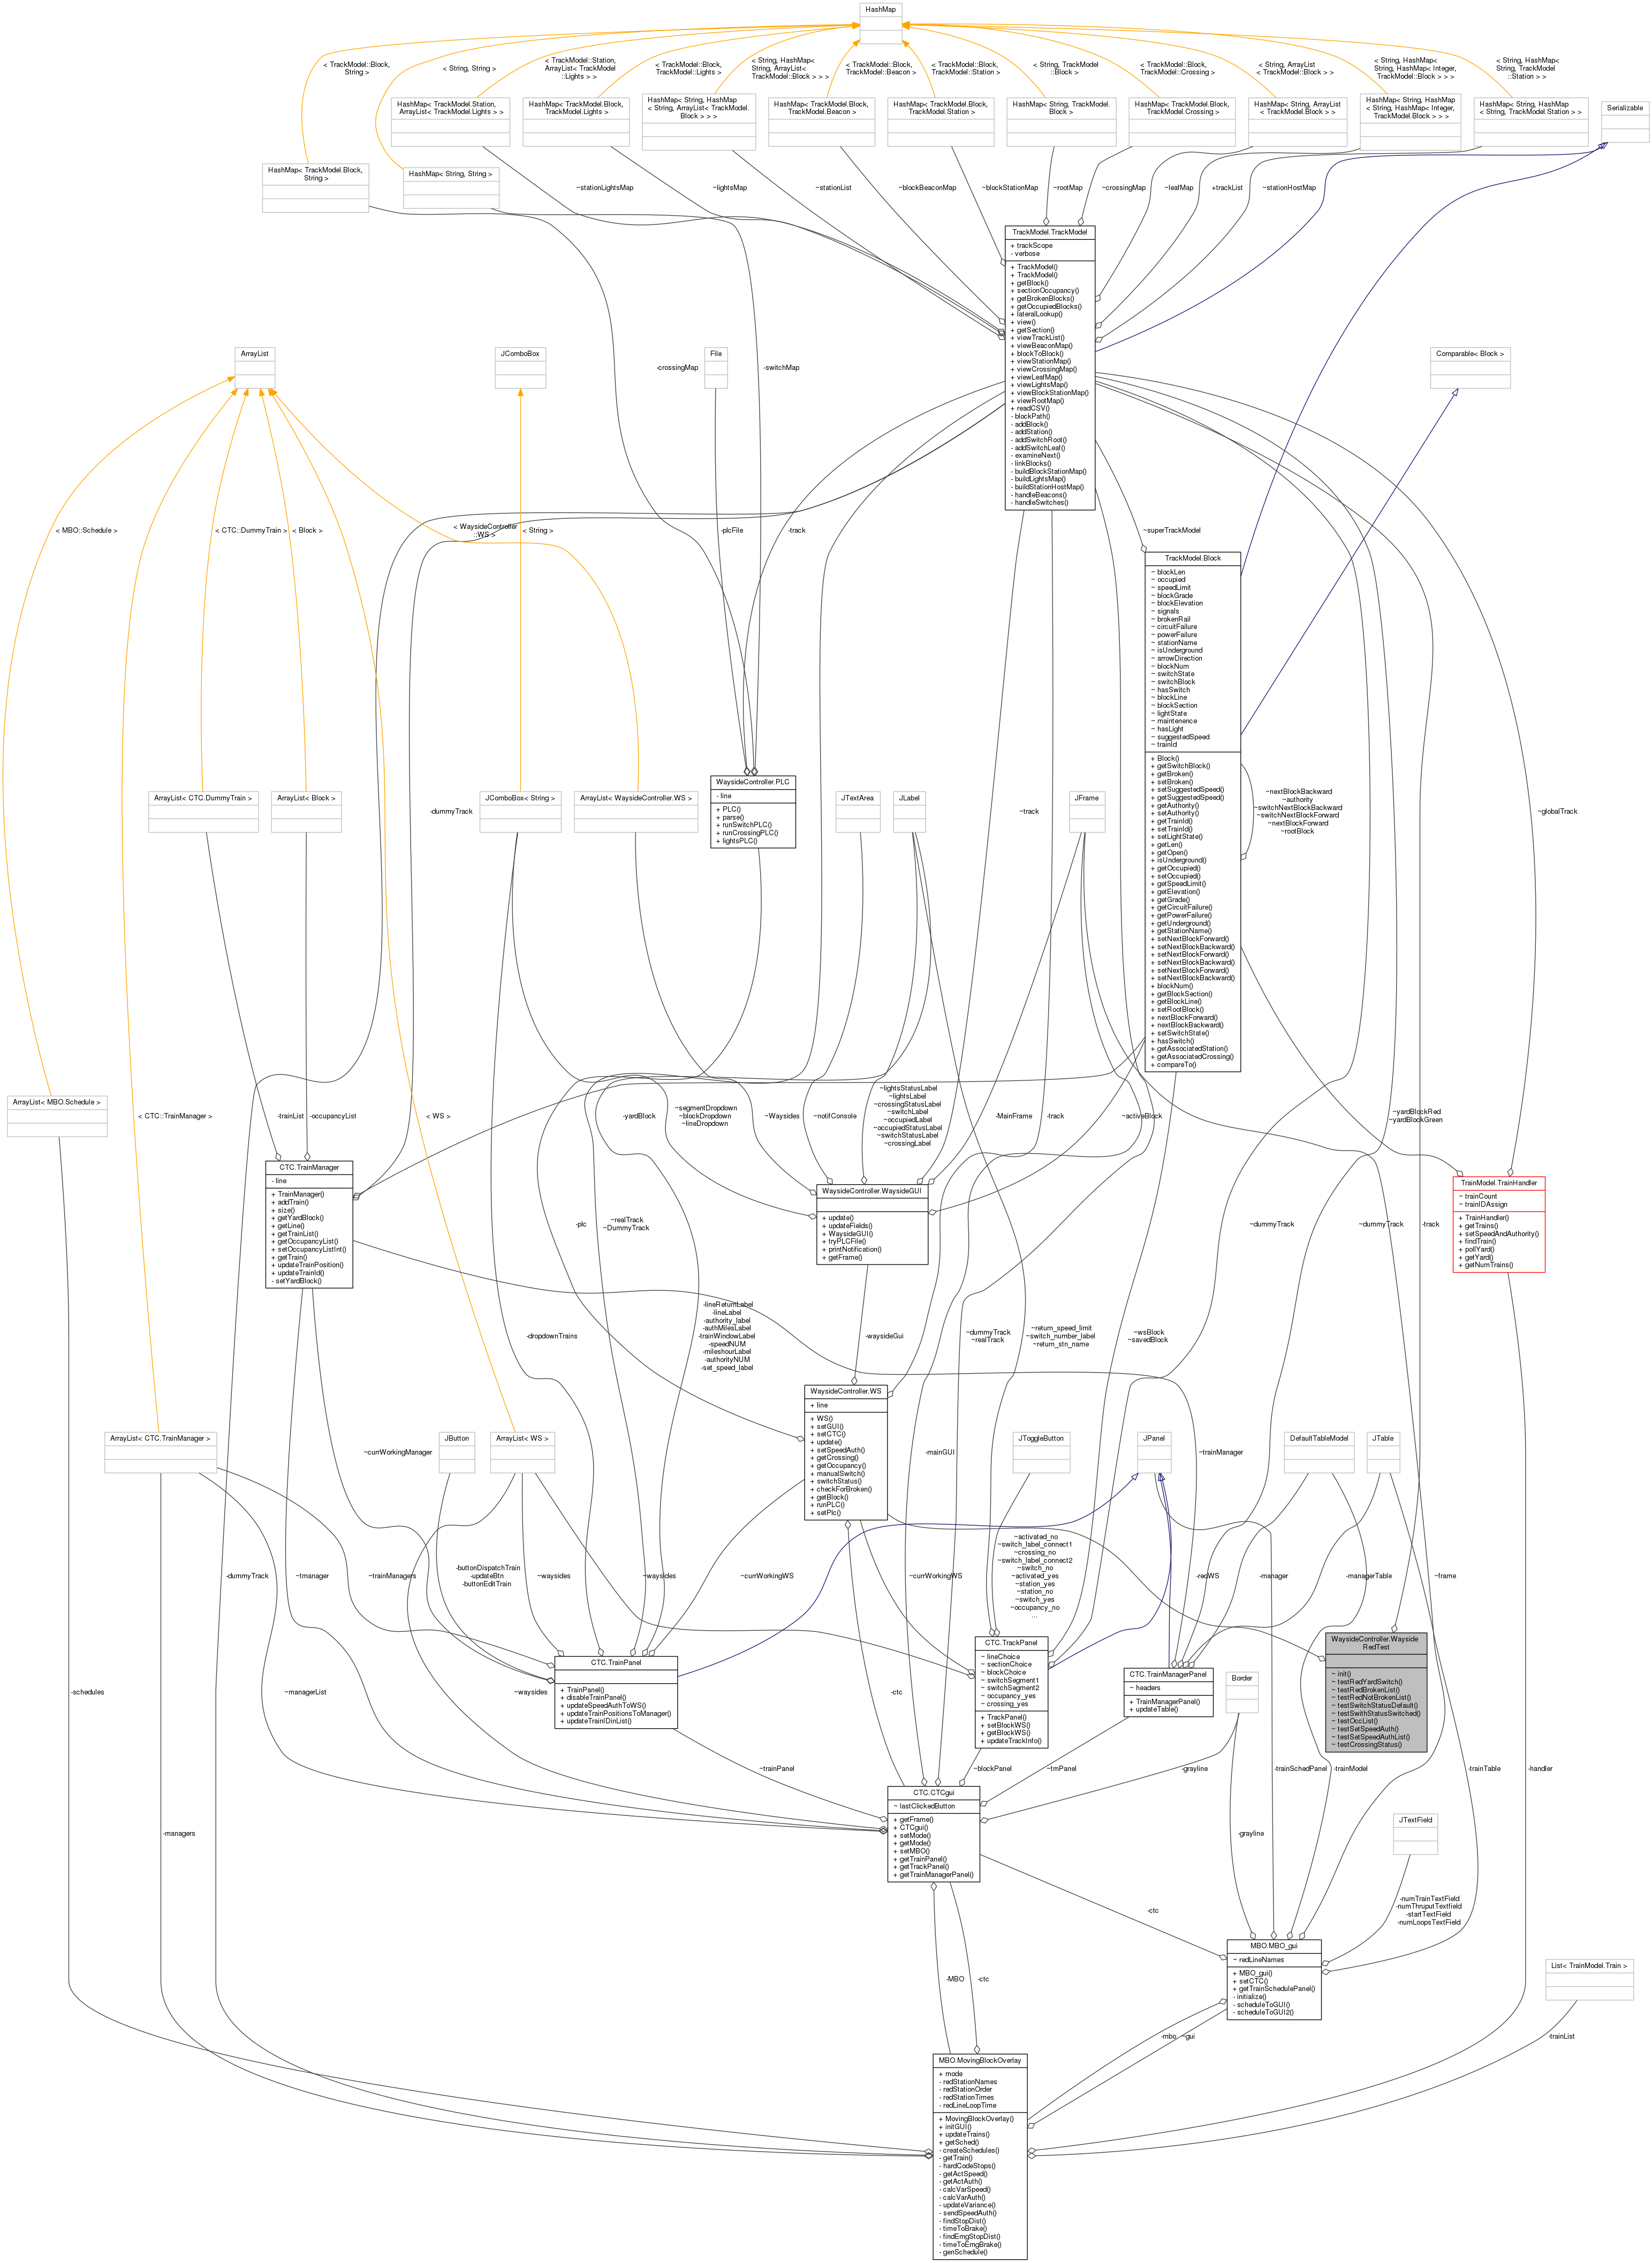 HashMap
< TrackModel::Block,
String >
< String, String >
< TrackModel::Station,
ArrayList< TrackModel
::Lights > >
< TrackModel::Block,
TrackModel::Lights >
< String, HashMap<
String, ArrayList<
TrackModel::Block > > >
< TrackModel::Block,
TrackModel::Beacon >
< TrackModel::Block,
TrackModel::Station >
< String, TrackModel
::Block >
< TrackModel::Block,
TrackModel::Crossing >
< String, ArrayList
< TrackModel::Block > >
< String, HashMap<
String, HashMap< Integer,
TrackModel::Block > > >
< String, HashMap<
String, TrackModel
::Station > >
HashMap< TrackModel.Station,
ArrayList< TrackModel.Lights > >
HashMap< TrackModel.Block,
TrackModel.Lights >
HashMap< String, HashMap
< String, ArrayList< TrackModel.
Block > > >
HashMap< TrackModel.Block,
TrackModel.Beacon >
HashMap< TrackModel.Block,
TrackModel.Station >
HashMap< String, TrackModel.
Block >
HashMap< TrackModel.Block,
TrackModel.Crossing >
HashMap< String, ArrayList
< TrackModel.Block > >
HashMap< String, HashMap
< String, HashMap< Integer,
TrackModel.Block > > >
HashMap< String, HashMap
< String, TrackModel.Station > >
Serializable
HashMap< TrackModel.Block,
String >
HashMap< String, String >
~stationLightsMap
~lightsMap
~stationList
~blockBeaconMap
~blockStationMap
~rootMap
~crossingMap
~leafMap
+trackList
~stationHostMap
TrackModel.TrackModel
+ trackScope
- verbose
+ TrackModel()
+ TrackModel()
+ getBlock()
+ sectionOccupancy()
+ getBrokenBlocks()
+ getOccupiedBlocks()
+ lateralLookup()
+ view()
+ getSection()
+ viewTrackList()
+ viewBeaconMap()
+ blockToBlock()
+ viewStationMap()
+ viewCrossingMap()
+ viewLeafMap()
+ viewLightsMap()
+ viewBlockStationMap()
+ viewRootMap()
+ readCSV()
- blockPath()
- addBlock()
- addStation()
- addSwitchRoot()
- addSwitchLeaf()
- examineNext()
- linkBlocks()
- buildBlockStationMap()
- buildLightsMap()
- buildStationHostMap()
- handleBeacons()
- handleSwitches()
ArrayList
JComboBox
File
Comparable< Block >
-crossingMap
-switchMap
< MBO::Schedule >
< CTC::DummyTrain >
< Block >
< WaysideController
::WS >
< String >
-plcFile
-track
~superTrackModel
TrackModel.Block
~ blockLen
~ occupied
~ speedLimit
~ blockGrade
~ blockElevation
~ signals
~ brokenRail
~ circuitFailure
~ powerFailure
~ stationName
~ isUnderground
~ arrowDirection
~ blockNum
~ switchState
~ switchBlock
~ hasSwitch
~ blockLine
~ blockSection
~ lightState
~ maintenence
~ hasLight
~ suggestedSpeed
~ trainId
+ Block()
+ getSwitchBlock()
+ getBroken()
+ setBroken()
+ setSuggestedSpeed()
+ getSuggestedSpeed()
+ getAuthority()
+ setAuthority()
+ getTrainId()
+ setTrainId()
+ setLightState()
+ getLen()
+ getOpen()
+ isUnderground()
+ getOccupied()
+ setOccupied()
+ getSpeedLimit()
+ getElevation()
+ getGrade()
+ getCircuitFailure()
+ getPowerFailure()
+ getUnderground()
+ getStationName()
+ setNextBlockForward()
+ setNextBlockBackward()
+ setNextBlockForward()
+ setNextBlockBackward()
+ setNextBlockForward()
+ setNextBlockBackward()
+ blockNum()
+ getBlockSection()
+ getBlockLine()
+ setRootBlock()
+ nextBlockForward()
+ nextBlockBackward()
+ setSwitchState()
+ hasSwitch()
+ getAssociatedStation()
+ getAssociatedCrossing()
+ compareTo()
~nextBlockBackward
~authority
~switchNextBlockBackward
~switchNextBlockForward
~nextBlockForward
~rootBlock
~globalTrack
WaysideController.PLC
- line
+ PLC()
+ parse()
+ runSwitchPLC()
+ runCrossingPLC()
+ lightsPLC()
ArrayList< CTC.DummyTrain >
ArrayList< Block >
JComboBox< String >
ArrayList< WaysideController.WS >
JTextArea
JLabel
JFrame
-dummyTrack
~track
ArrayList< MBO.Schedule >
< CTC::TrainManager >
-trainList
-occupancyList
< WS >
-yardBlock
~segmentDropdown
~blockDropdown
~lineDropdown
~Waysides
~notifConsole
~lightsStatusLabel
~lightsLabel
~crossingStatusLabel
~switchLabel
~occupiedLabel
~occupiedStatusLabel
~switchStatusLabel
~crossingLabel
-MainFrame
-track
~activeBlock
~yardBlockRed
~yardBlockGreen
CTC.TrainManager
- line
+ TrainManager()
+ addTrain()
+ size()
+ getYardBlock()
+ getLine()
+ getTrainList()
+ getOccupancyList()
+ setOccupancyListInt()
+ getTrain()
+ updateTrainPosition()
+ updateTrainId()
- setYardBlock()
WaysideController.WaysideGUI
+ update()
+ updateFields()
+ WaysideGUI()
+ tryPLCFile()
+ printNotification()
+ getFrame()
TrainModel.TrainHandler
~ trainCount
~ trainIDAssign
+ TrainHandler()
+ getTrains()
+ setSpeedAndAuthority()
+ findTrain()
+ pollYard()
+ getYard()
+ getNumTrains()
-plc
~realTrack
~DummyTrack
~dummyTrack
~dummyTrack
-track
-dropdownTrains
-lineReturnLabel
-lineLabel
-authority_label
-authMilesLabel
-trainWindowLabel
-speedNUM
-mileshourLabel
-authorityNUM
-set_speed_label
-waysideGui
~dummyTrack
~realTrack
~return_speed_limit
~switch_number_label
~return_stn_name
~wsBlock
~savedBlock
WaysideController.WS
+ line
+ WS()
+ setGUI()
+ setCTC()
+ update()
+ setSpeedAuth()
+ getCrossing()
+ getOccupancy()
+ manualSwitch()
+ switchStatus()
+ checkForBroken()
+ getBlock()
+ runPLC()
+ setPlc()
ArrayList< CTC.TrainManager >
~currWorkingManager
JButton
ArrayList< WS >
-mainGUI
JToggleButton
JPanel
~trainManager
DefaultTableModel
JTable
-dummyTrack
~tmanager
~trainManagers
-buttonDispatchTrain
-updateBtn
-buttonEditTrain
~waysides
~waysides
~currWorkingWS
~currWorkingWS
~activated_no
~switch_label_connect1
~crossing_no
~switch_label_connect2
~switch_no
~activated_yes
~station_yes
~station_no
~switch_yes
~occupancy_no
...
-redWS
-manager
-managerTable
~frame
WaysideController.Wayside
RedTest
~ init()
~ testRedYardSwitch()
~ testRedBrokenList()
~ testRedNotBrokenList()
~ testSwitchStatusDefault()
~ testSwithStatusSwitched()
~ testOccList()
~ testSetSpeedAuth()
~ testSetSpeedAuthList()
~ testCrossingStatus()
CTC.TrainPanel
+ TrainPanel()
+ disableTrainPanel()
+ updateSpeedAuthToWS()
+ updateTrainPositionsToManager()
+ updateTrainIDinList()
CTC.TrackPanel
~ lineChoice
~ sectionChoice
~ blockChoice
~ switchSegment1
~ switchSegment2
~ occupancy_yes
~ crossing_yes
+ TrackPanel()
+ setBlockWS()
+ getBlockWS()
+ updateTrackInfo()
CTC.TrainManagerPanel
~ headers
+ TrainManagerPanel()
+ updateTable()
Border
-schedules
~managerList
~waysides
-ctc
~trainPanel
~blockPanel
~tmPanel
-grayline
-trainSchedPanel
-trainModel
-trainTable
-handler
CTC.CTCgui
~ lastClickedButton
+ getFrame()
+ CTCgui()
+ setMode()
+ getMode()
+ setMBO()
+ getTrainPanel()
+ getTrackPanel()
+ getTrainManagerPanel()
-managers
-grayline
JTextField
-ctc
-numTrainTextField
-numThruputTextfield
-startTextField
-numLoopsTextField
MBO.MBO_gui
~ redLineNames
+ MBO_gui()
+ setCTC()
+ getTrainSchedulePanel()
- initialize()
- scheduleToGUI()
- scheduleToGUI2()
List< TrainModel.Train >
-MBO
-ctc
-mbo
~gui
-trainList
MBO.MovingBlockOverlay
+ mode
- redStationNames
- redStationOrder
- redStationTimes
- redLineLoopTime
+ MovingBlockOverlay()
+ initGUI()
+ updateTrains()
+ getSched()
- createSchedules()
- getTrain()
- hardCodeStops()
- getActSpeed()
- getActAuth()
- calcVarSpeed()
- calcVarAuth()
- updateVariance()
- sendSpeedAuth()
- findStopDist()
- timeToBrake()
- findEmgStopDist()
- timeToEmgBrake()
- genSchedule()